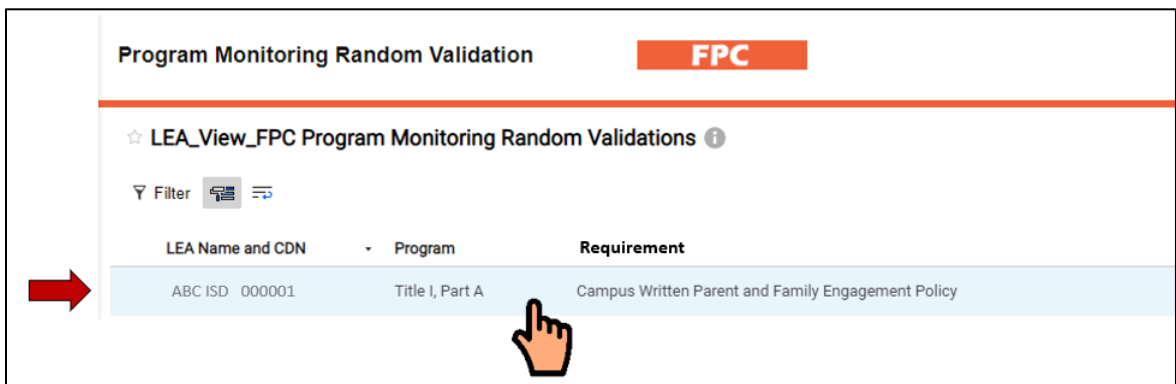 Program Monitoring Random Validation FPC
LEA_View_FPC Program Monitoring Random Validations
Filter
LEA Name and CDN Program Requirement
ABC ISD 000001 Title I, Part A Campus Written Parent and Family Engagement Policy